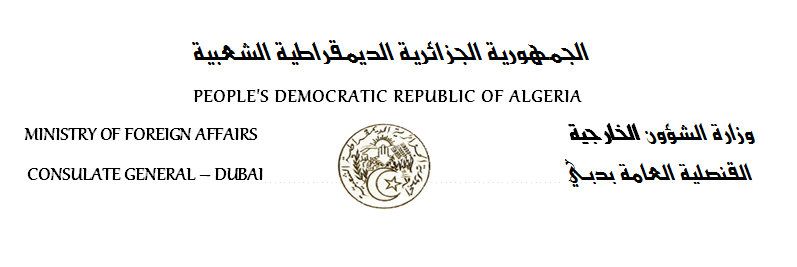 الجمهورية الجزائرية الديمقراطية الشعبية
PEOPLE'S DEMOCRATIC REPUBLIC OF ALGERIA
MINISTRY OF FOREIGN AFFAIRS
وزارة الشؤون الخارجية
CONSULATE GENERAL – DUBAI
القنصلية العامة بدبي